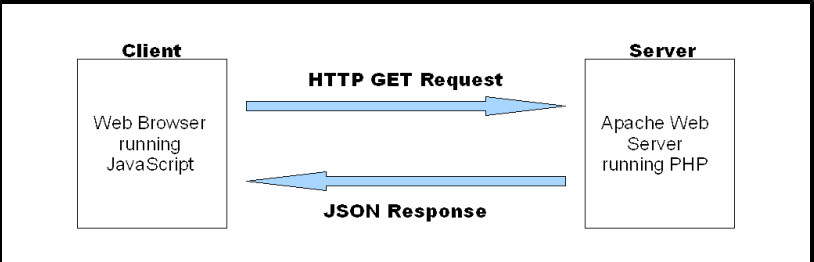 Client
Server
HTTP GET Request
Web Browser
running
JavaScript
Apache Web
Server
running PHP
JSON Response